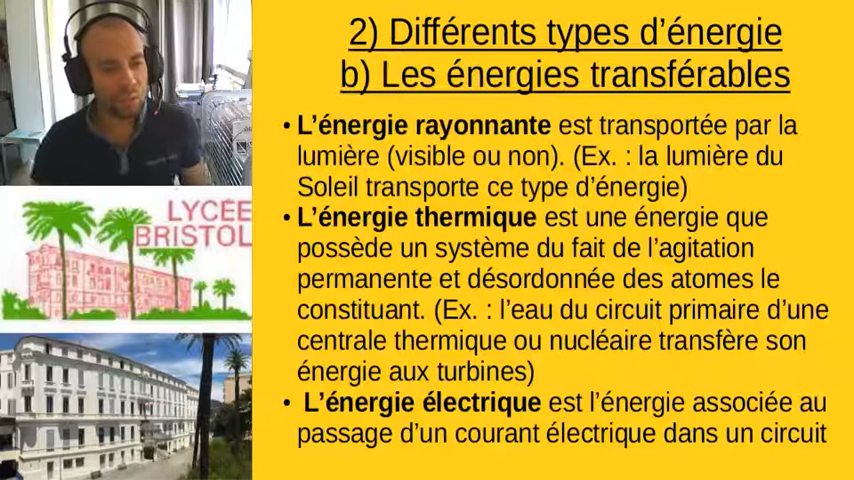 LYCÉE
BRISTOL
2) Différents types d’énergie
b) Les énergies transférables
• L’énergie rayonnante est transportée par la
lumière (visible ou non). (Ex. : la lumière du
Soleil transporte ce type d’énergie)
• L’énergie thermique est une énergie que
possède un système du fait de l’agitation
permanente et désordonnée des atomes le
constituant. (Ex. : l’eau du circuit primaire d’une
centrale thermique ou nucléaire transfère son
énergie aux turbines)
• L’énergie électrique est l’énergie associée au
passage d’un courant électrique dans un circuit